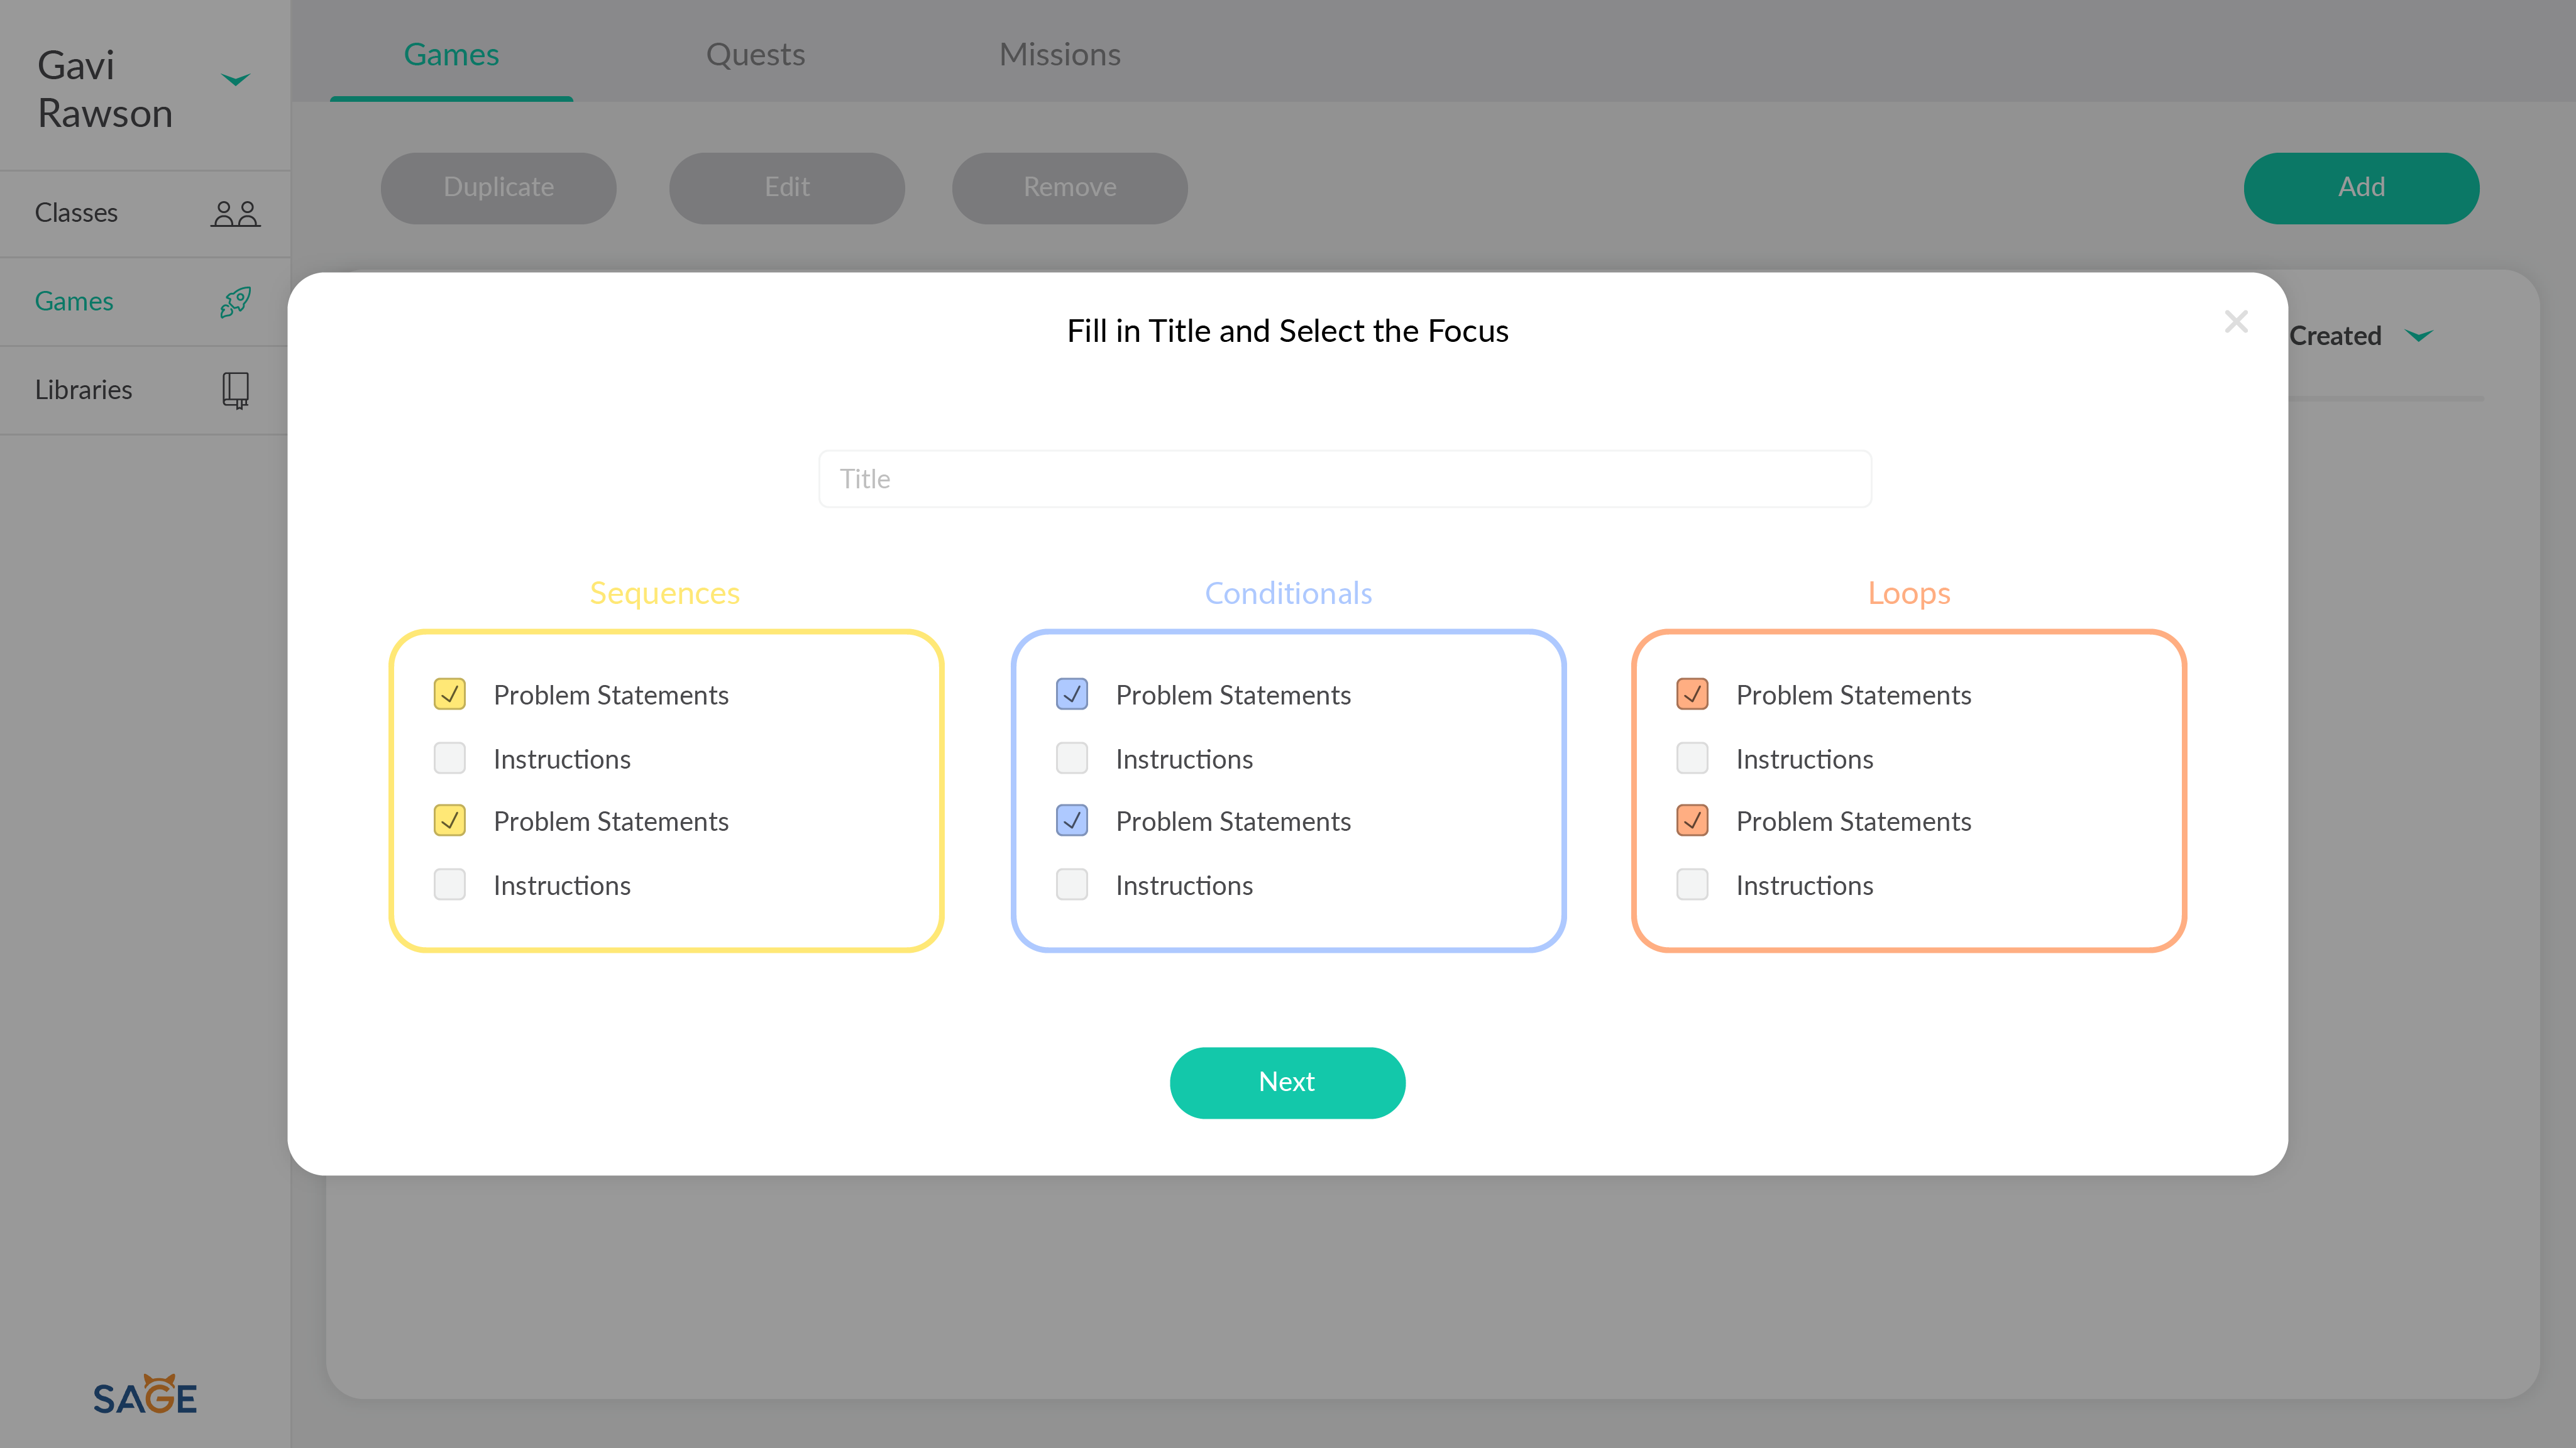 Gavi
Rawson
Classes
Games
Libraries
SAGE
Games Quests Missions
Duplicate Edit Remove Add
Created
Fill in Title and Select the Focus
Title
Sequences
Problem Statements
Instructions
Problem Statements
Instructions
Conditionals
Problem Statements
Instructions
Problem Statements
Instructions
Loops
Problem Statements
Instructions
Problem Statements
Instructions
Next